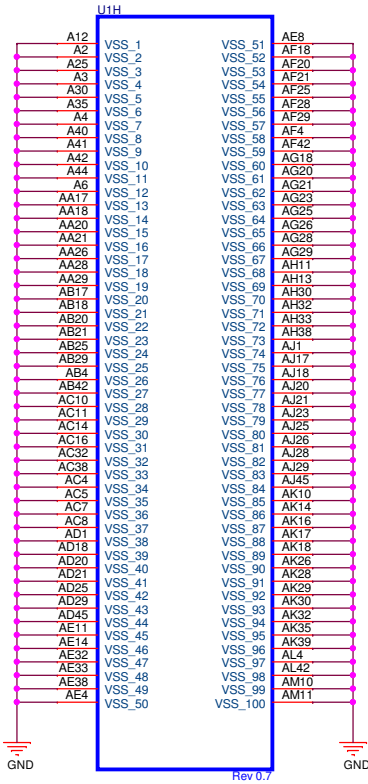 U1H
A12 VSS_1 VSS_51 AE8
A2 VSS_2 VSS_52 AF18
A25 VSS_3 VSS_53 AF20
A3 VSS_4 VSS_54 AF21
A30 VSS_5 VSS_55 AF25
A35 VSS_6 VSS_56 AF28
A4 VSS_7 VSS_57 AF29
A40 VSS_8 VSS_58 AF4
A41 VSS_9 VSS_59 AF42
A42 VSS_10 VSS_60 AG18
A44 VSS_11 VSS_61 AG20
A6 VSS_12 VSS_62 AG21
AA17 VSS_13 VSS_63 AG23
AA18 VSS_14 VSS_64 AG25
AA20 VSS_15 VSS_65 AG26
AA21 VSS_16 VSS_66 AG28
AA26 VSS_17 VSS_67 AG29
AA28 VSS_18 VSS_68 AH11
AA29 VSS_19 VSS_69 AH13
AB17 VSS_20 VSS_70 AH30
AB18 VSS_21 VSS_71 AH32
AB20 VSS_22 VSS_72 AH33
AB21 VSS_23 VSS_73 AH38
AB25 VSS_24 VSS_74 AJ1
AB29 VSS_25 VSS_75 AJ17
AB4 VSS_26 VSS_76 AJ18
AB42 VSS_27 VSS_77 AJ20
AC10 VSS_28 VSS_78 AJ21
AC11 VSS_29 VSS_79 AJ23
AC14 VSS_30 VSS_80 AJ25
AC16 VSS_31 VSS_81 AJ26
AC32 VSS_32 VSS_82 AJ28
AC38 VSS_33 VSS_83 AJ29
AC4 VSS_34 VSS_84 AJ45
AC5 VSS_35 VSS_85 AK10
AC7 VSS_36 VSS_86 AK14
AC8 VSS_37 VSS_87 AK16
AD1 VSS_38 VSS_88 AK17
AD18 VSS_39 VSS_89 AK18
AD20 VSS_40 VSS_90 AK26
AD21 VSS_41 VSS_91 AK28
AD25 VSS_42 VSS_92 AK29
AD29 VSS_43 VSS_93 AK30
AD45 VSS_44 VSS_94 AK32
AE11 VSS_45 VSS_95 AK35
AE14 VSS_46 VSS_96 AK39
AE32 VSS_47 VSS_97 AL4
AE33 VSS_48 VSS_98 AL42
AE38 VSS_49 VSS_99 AM10
AE4 VSS_50 VSS_100 AM11
GND GND
Rev 0.7